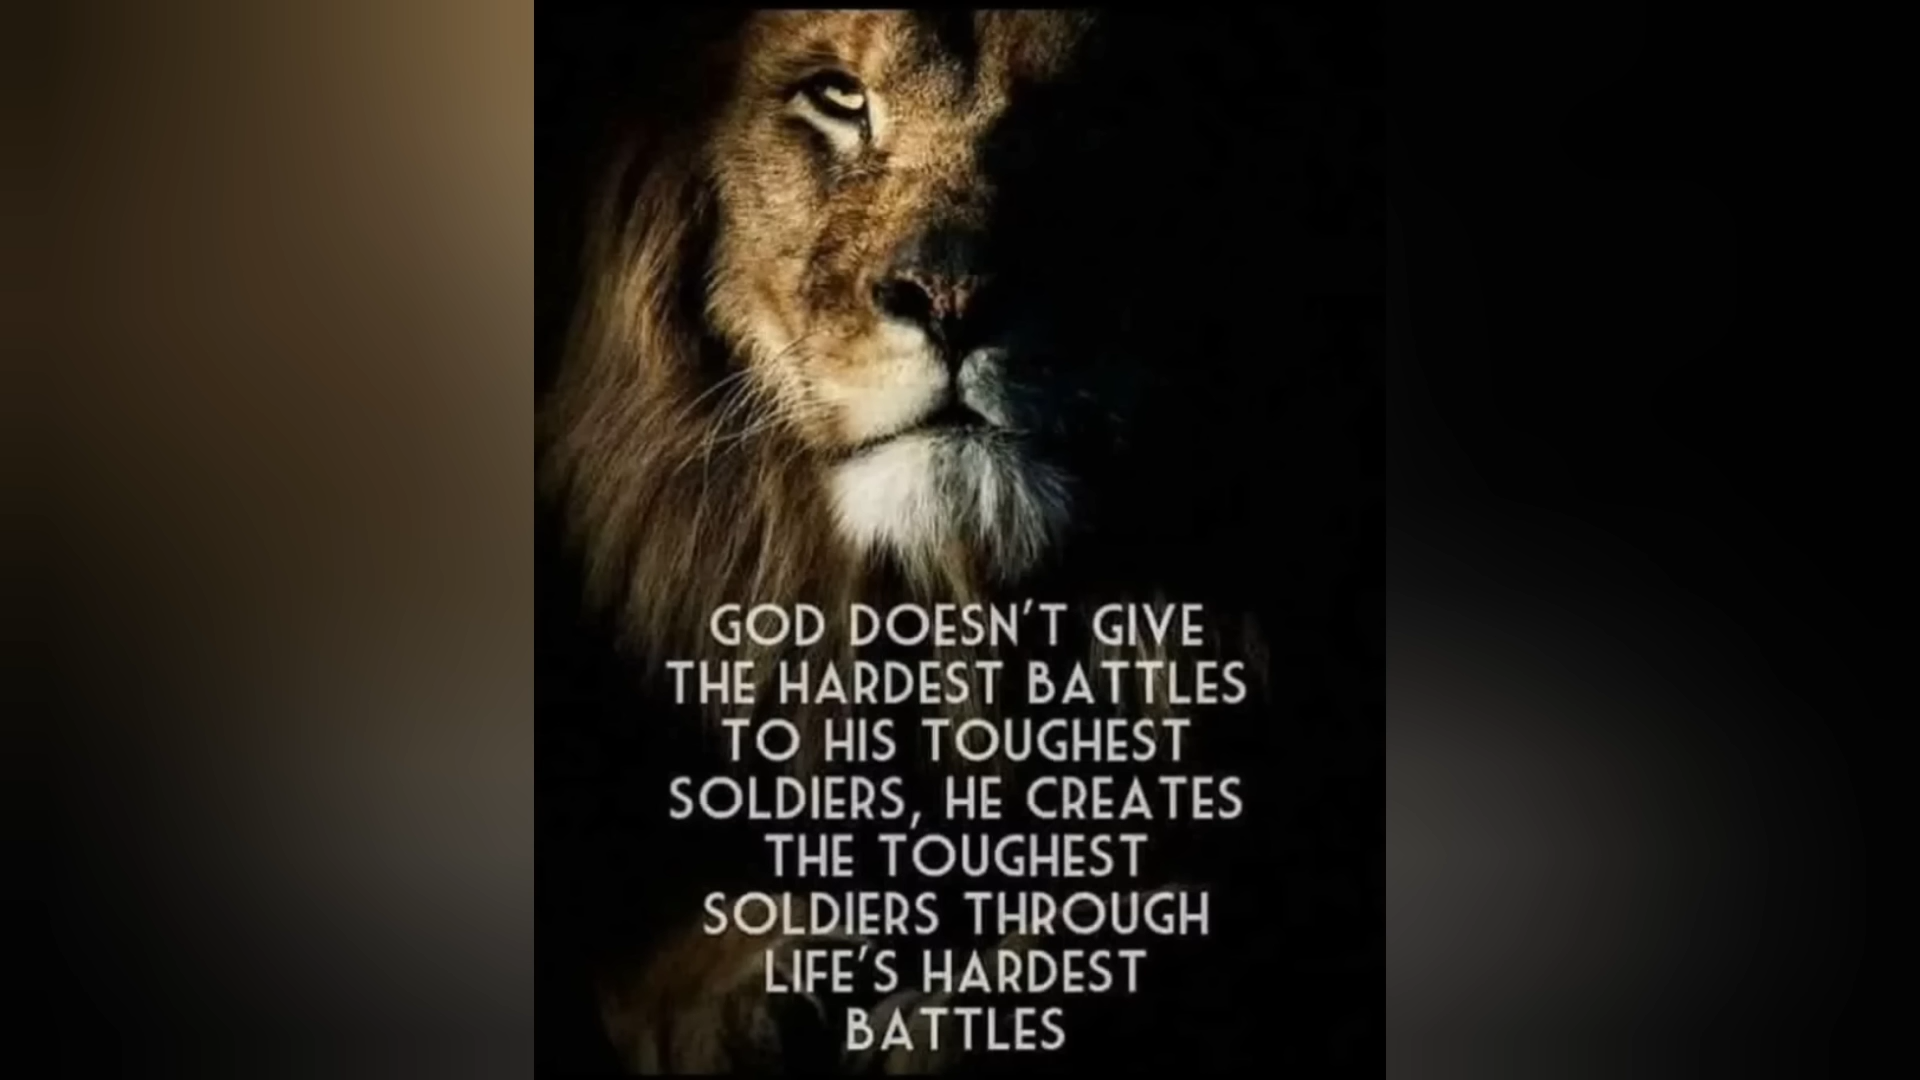 GOD DOESN'T GIVE
THE HARDEST BATTLES
TO HIS TOUGHEST
SOLDIERS, HE CREATES
THE TOUGHEST
SOLDIERS THROUGH
LIFE'S HARDEST
BATTLES